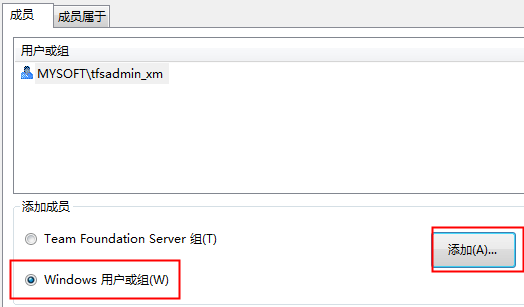 成员 成员属于
用户或组
MYSOFT\tfsadmin_xm
添加成员
Team Foundation Server 组(T)
添加(A)...
Windows 用户或组(W)